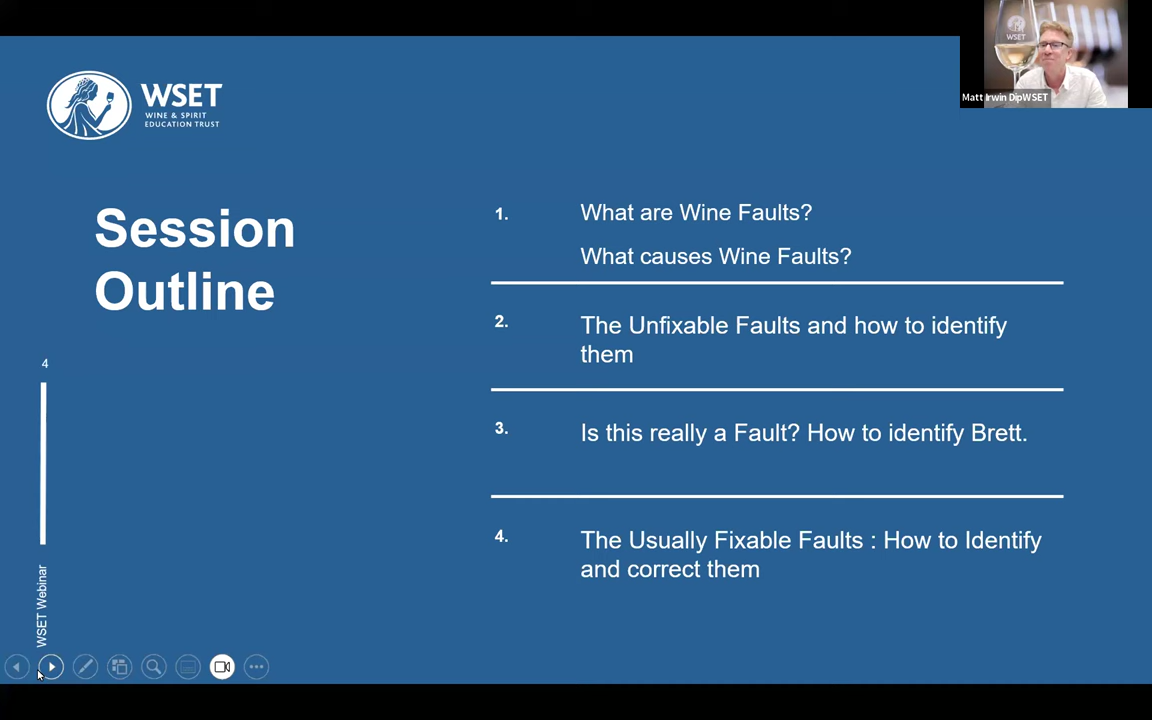 WSET
Matt Irwin DipWSET
WSET
WINE & SPIRIT
EDUCATION TRUST
Session
Outline
1.
What are Wine Faults?
What causes Wine Faults?
2.
The Unfixable Faults and how to identify
them
3.
Is this really a Fault? How to identify Brett.
4.
The Usually Fixable Faults : How to Identify
and correct them
4
WSET Webinar